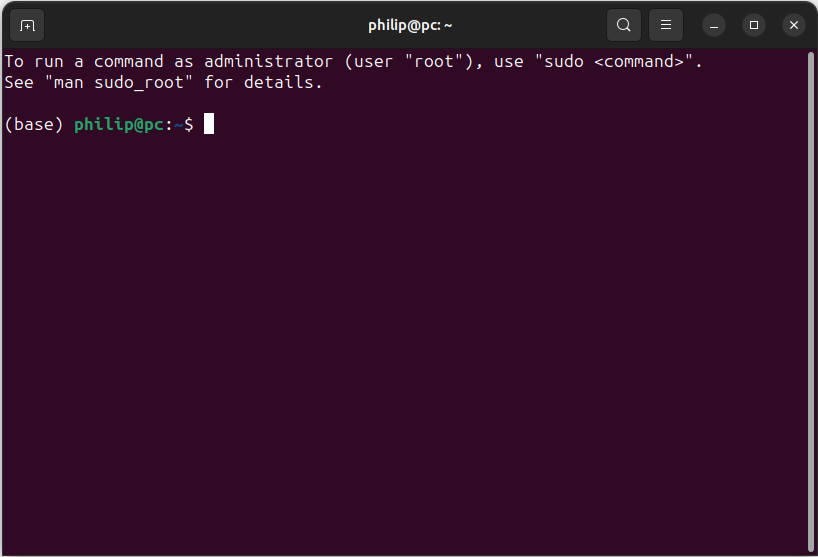 philip@pc: ~
To run a command as administrator (user "root"), use "sudo <command>".
See "man sudo_root" for details.
(base) philip@pc:~$